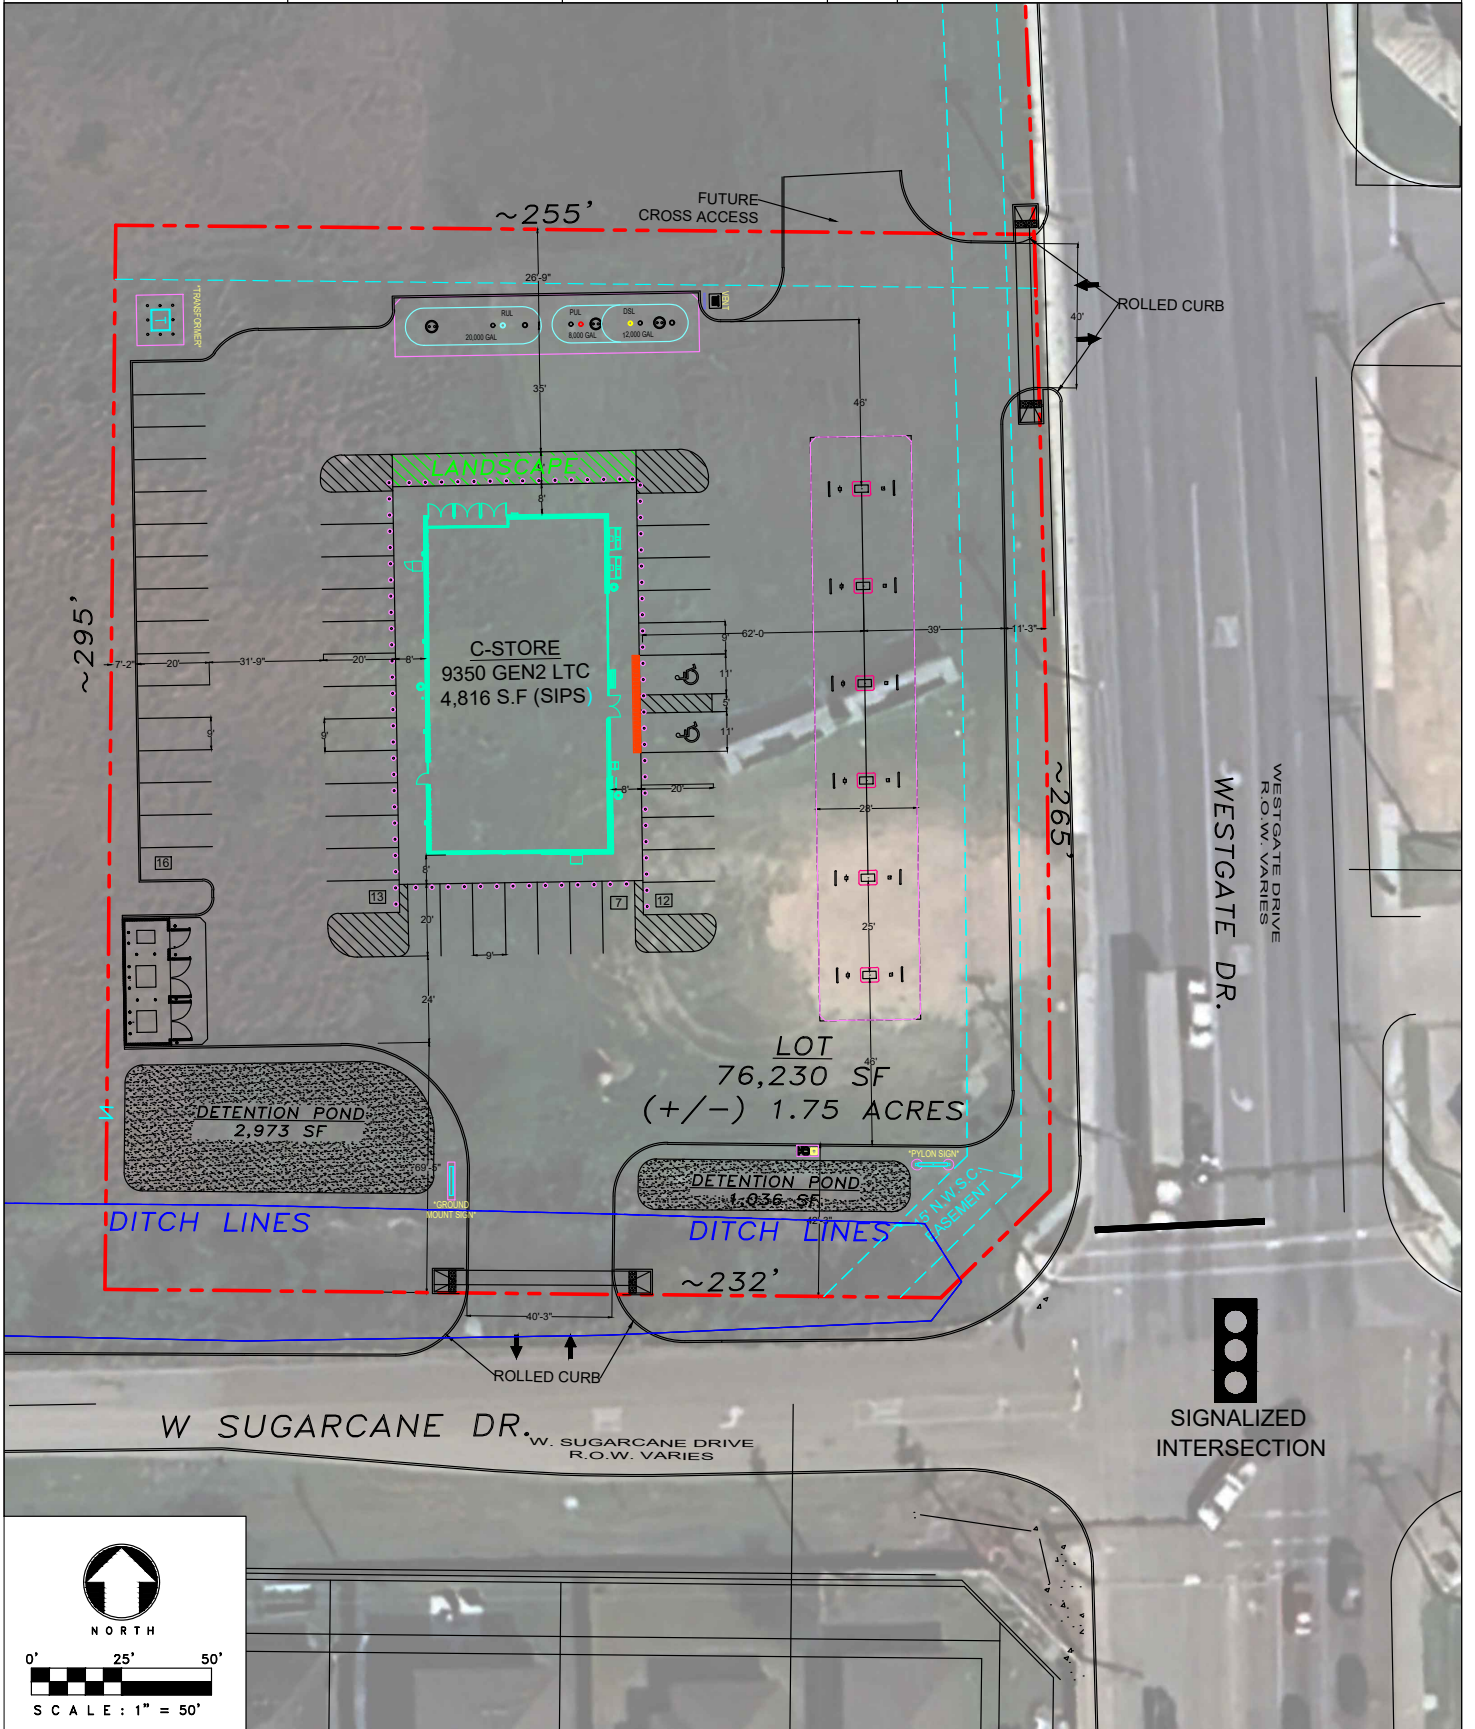 ~255'
FUTURE
CROSS ACCESS
26'-9"
"TRANSFORMER"
T
RUL
20,000 GAL
PUL
8,000 GAL
DSL
12,000 GAL
VENT
ROLLED CURB
40'
35'
46'
LANDSCAPE
8'
~295'
C-STORE
9350 GEN2 LTC
4,816 S.F (SIPS)
7'-2"
20'
31'-9"
20'
8'
62'-0
39'
11'-3"
9'
11'
5'
11'
9'
9'
8'
20'
28'
~265'
WESTGATE DR.
WESTGATE DRIVE
R.O.W. VARIES
16
13
7
12
8'
20'
9'
24'
25'
46'
LOT
76,230 SF
(+/-) 1.75 ACRES
DETENTION POND
2,973 SF
69'-6"
"GROUND
MOUNT SIGN"
DETENTION POND
1,036 SF
"PYLON SIGN"
DITCH LINES
DITCH LINES
N.W.S.C.
EASEMENT
~232'
40'-3"
ROLLED CURB
W SUGARCANE DR.
W. SUGARCANE DRIVE
R.O.W. VARIES
SIGNALIZED
INTERSECTION
NORTH
0' 25' 50'
SCALE: 1" = 50'